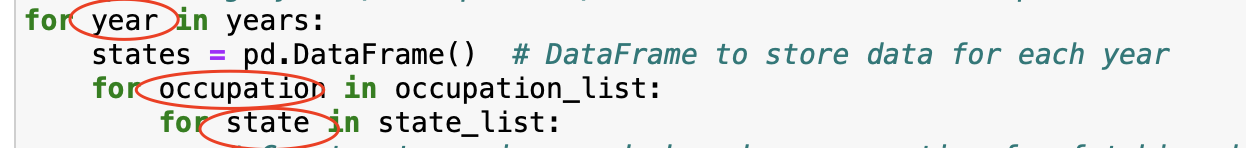 for year in years:
states = pd.DataFrame() # DataFrame to store data for each year
for occupation in occupation_list:
for state in state_list: